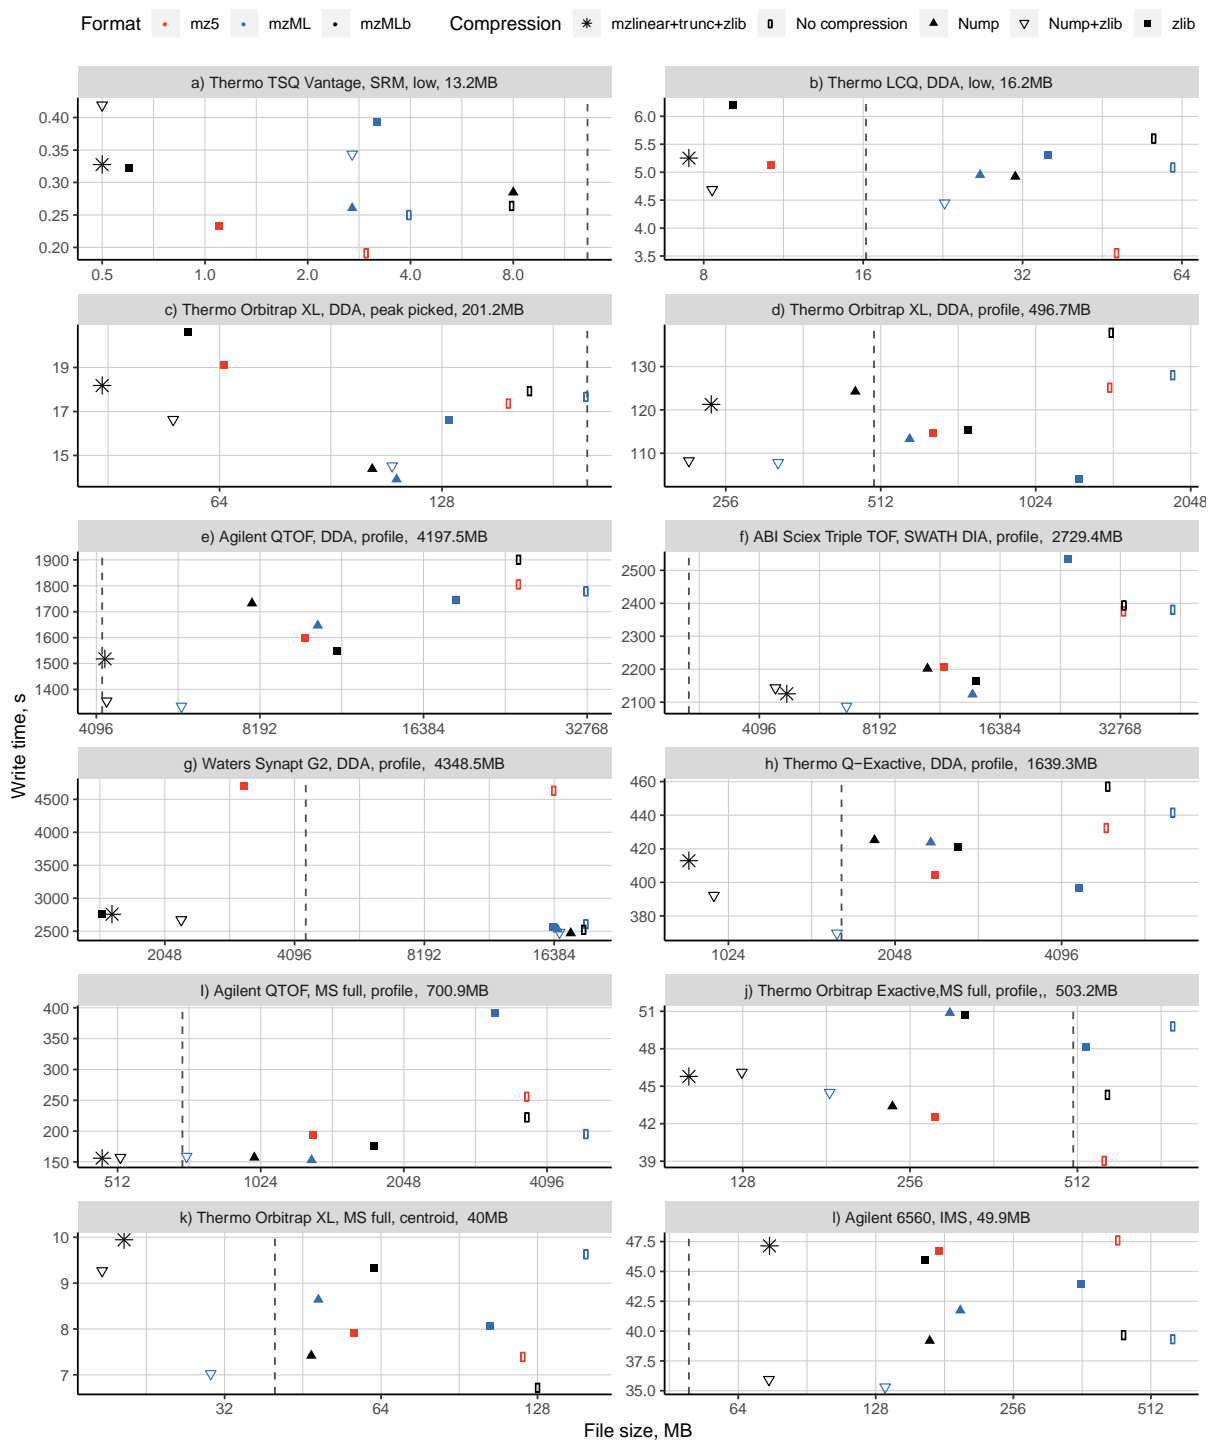 Format mz5 mzML mzMLb Compression mzlinear+trunc+zlib No compression Nump Nump+zlib zlib
a) Thermo TSQ Vantage, SRM, low, 13.2MB
0.40
0.35
0.30
0.25
0.20
0.5 1.0 2.0 4.0 8.0
b) Thermo LCQ, DDA, low, 16.2MB
6.0
5.5
5.0
4.5
4.0
3.5
8 16 32 64
c) Thermo Orbitrap XL, DDA, peak picked, 201.2MB
19
17
15
64 128
d) Thermo Orbitrap XL, DDA, profile, 496.7MB
130
120
110
256 512 1024 2048
e) Agilent QTOF, DDA, profile, 4197.5MB
1900
1800
1700
1600
1500
1400
4096 8192 16384 32768
f) ABI Sciex Triple TOF, SWATH DIA, profile, 2729.4MB
2500
2400
2300
2200
2100
4096 8192 16384 32768
Write time, s
g) Waters Synapt G2, DDA, profile, 4348.5MB
4500
4000
3500
3000
2500
2048 4096 8192 16384
h) Thermo Q−Exactive, DDA, profile, 1639.3MB
460
440
420
400
380
1024 2048 4096
I) Agilent QTOF, MS full, profile, 700.9MB
400
350
300
250
200
150
512 1024 2048 4096
j) Thermo Orbitrap Exactive,MS full, profile,, 503.2MB
51
48
45
42
39
128 256 512
k) Thermo Orbitrap XL, MS full, centroid, 40MB
10
9
8
7
32 64 128
l) Agilent 6560, IMS, 49.9MB
47.5
45.0
42.5
40.0
37.5
35.0
64 128 256 512
File size, MB